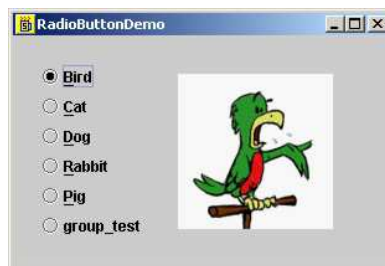 RadioButtonDemo
Bird
Cat
Dog
Rabbit
Pig
group_test